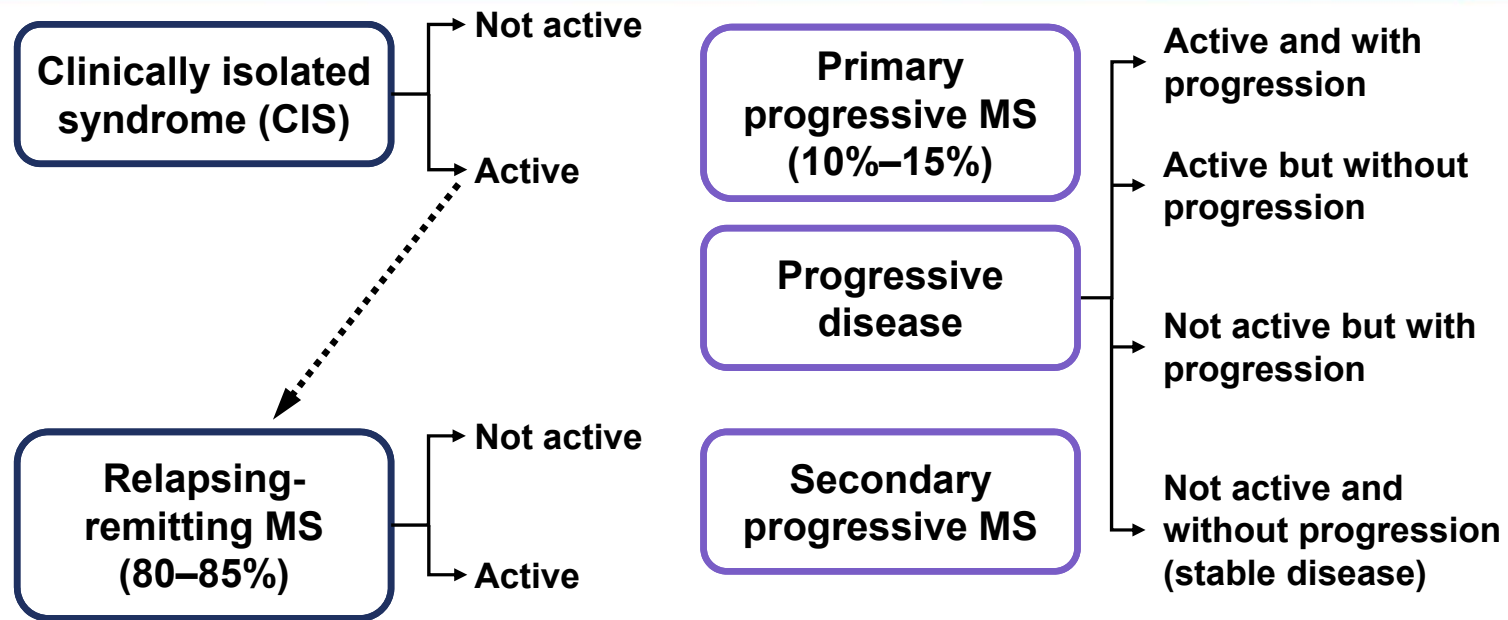 Clinically isolated
syndrome (CIS)
Not active
Active
Relapsing-
remitting MS
(80–85%)
Not active
Active
Primary
progressive MS
(10%–15%)
Progressive
disease
Secondary
progressive MS
Active and with
progression
Active but without
progression
Not active but with
progression
Not active and
without progression
(stable disease)